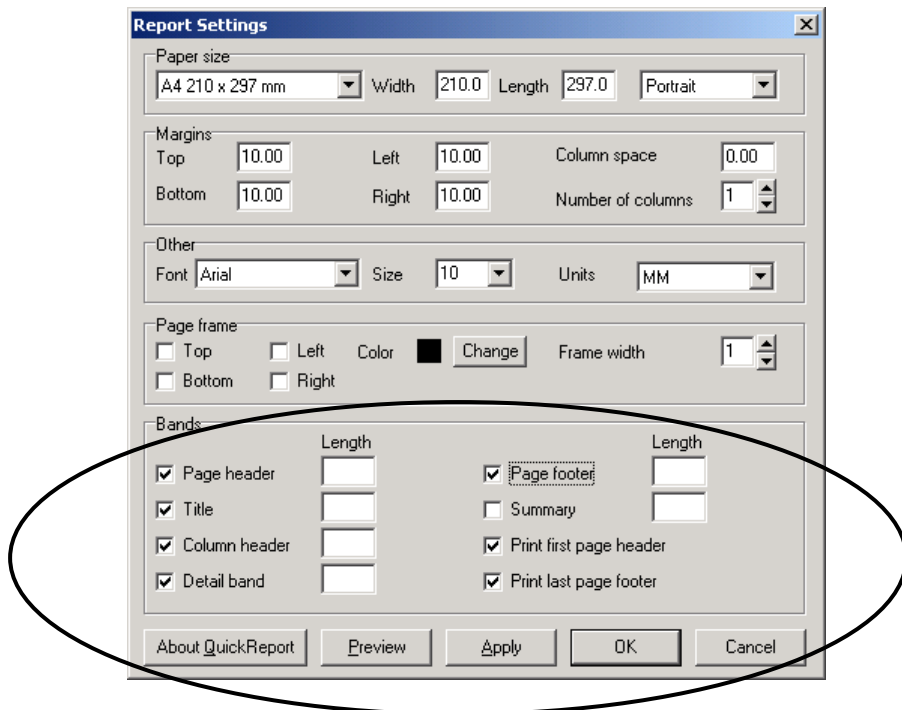 Report Settings
Paper size
A4 210 x 297 mm Width 210.0 Length 297.0 Portrait
Margins
Top 10.00 Left 10.00 Column space 0.00
Bottom 10.00 Right 10.00 Number of columns 1
Other
Font Arial Size 10 Units MM
Page frame
Top Left Color Change Frame width 1
Bottom Right
Bands
Length Length
Page header Page footer
Title Summary
Column header Print first page header
Detail band Print last page footer
About QuickReport Preview Apply OK Cancel